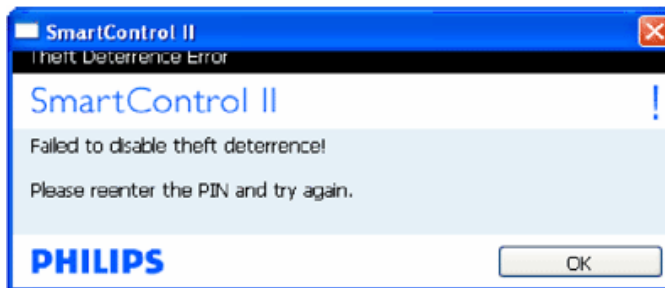 SmartControl II
Theft Deterrence Error
SmartControl II
!
Failed to disable theft deterrence!
Please reenter the PIN and try again.
PHILIPS
OK